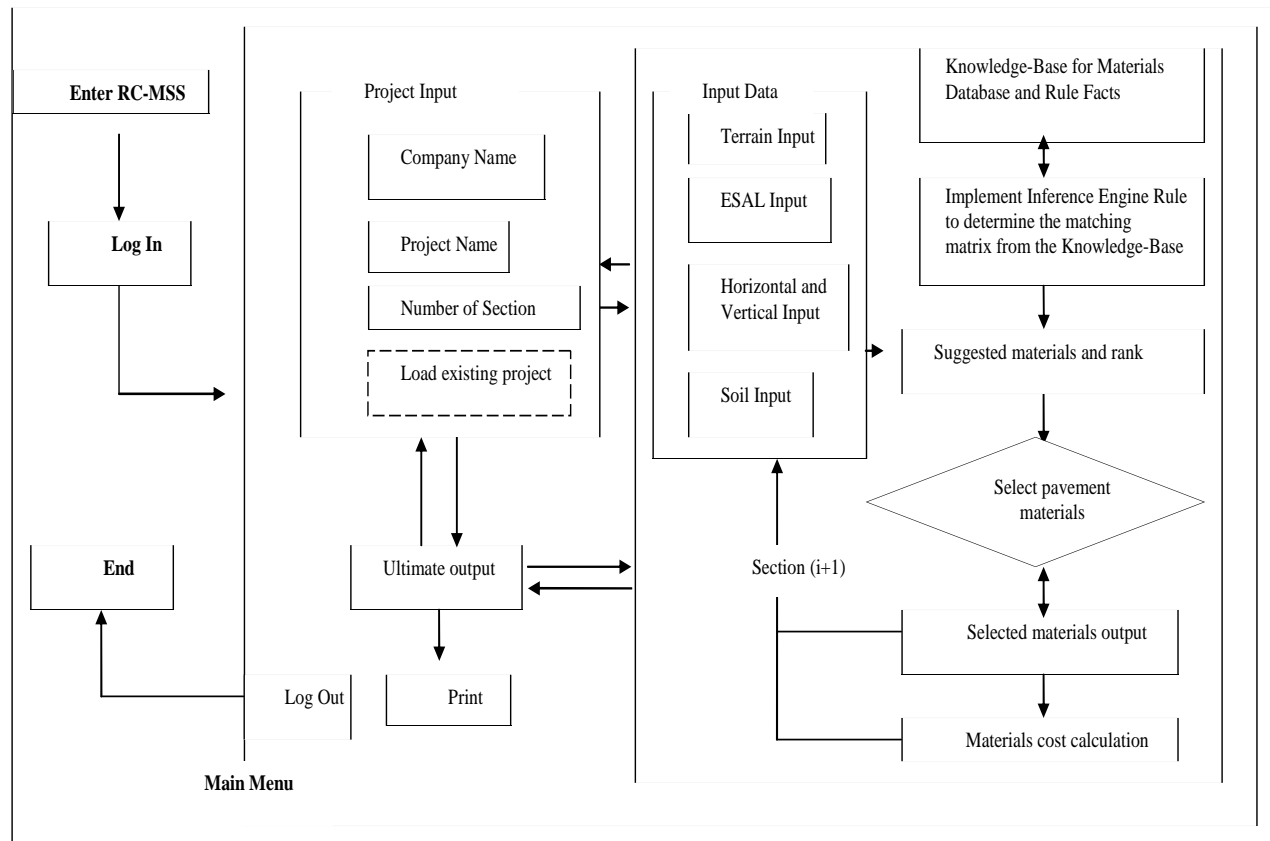 Enter RC-MSS
Log In
End
Log Out
Main Menu
Project Input
Company Name
Project Name
Number of Section
Load existing project
Ultimate output
Print
Input Data
Terrain Input
ESAL Input
Horizontal and
Vertical Input
Soil Input
Section (i+1)
Knowledge-Base for Materials
Database and Rule Facts
Implement Inference Engine Rule
to determine the matching
matrix from the Knowledge-Base
Suggested materials and rank
Select pavement
materials
Selected materials output
Materials cost calculation